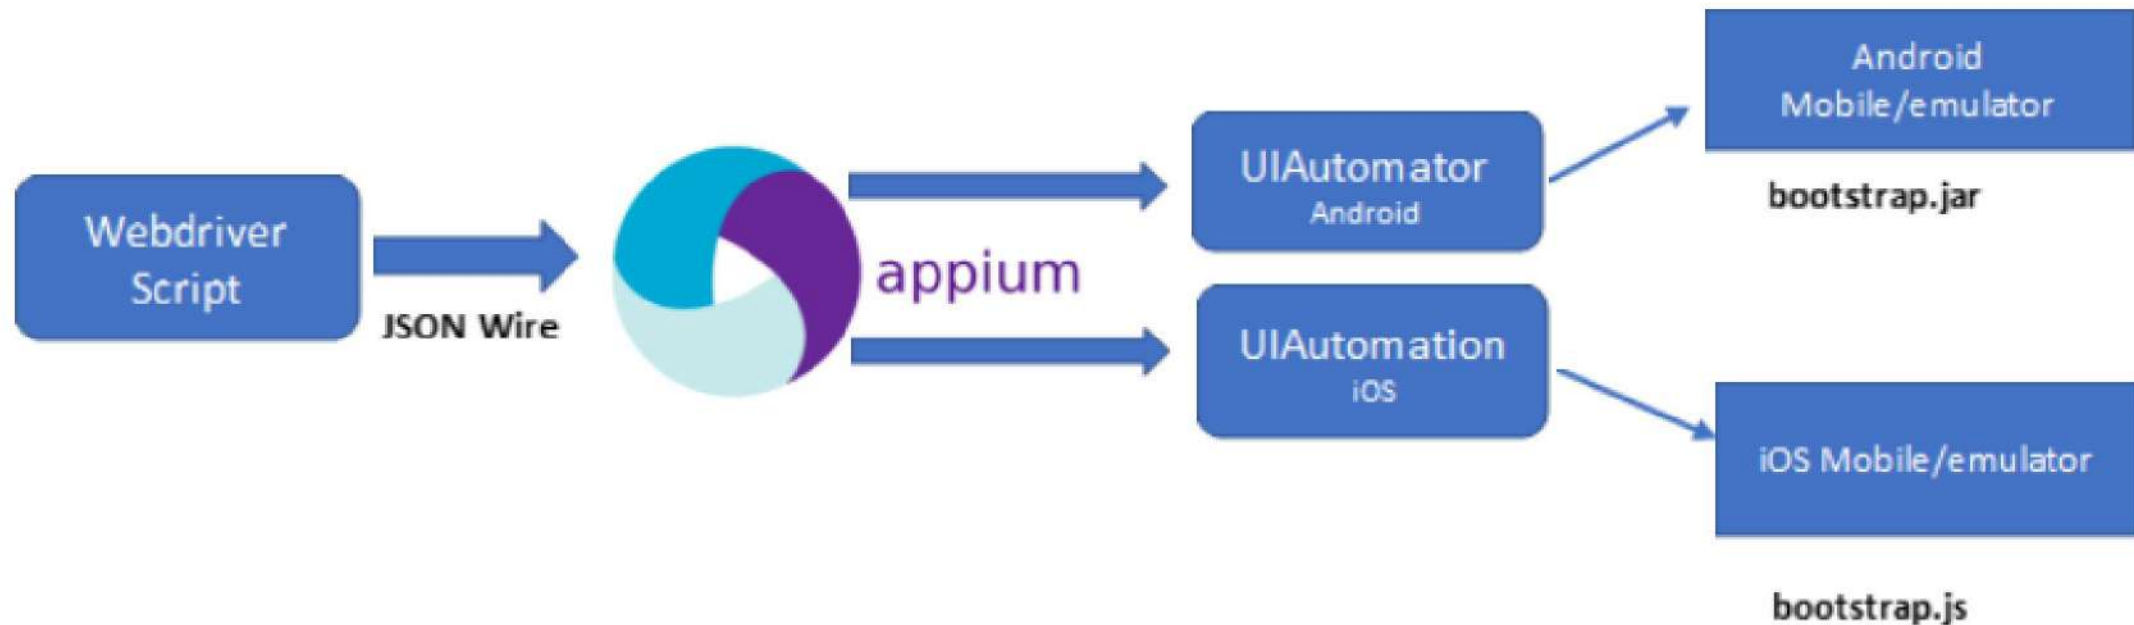 Webdriver
Script
JSON Wire
appium
UIAutomator
Android
UIAutomation
iOS
Android
Mobile/emulator
bootstrap.jar
iOS Mobile/emulator
bootstrap.js